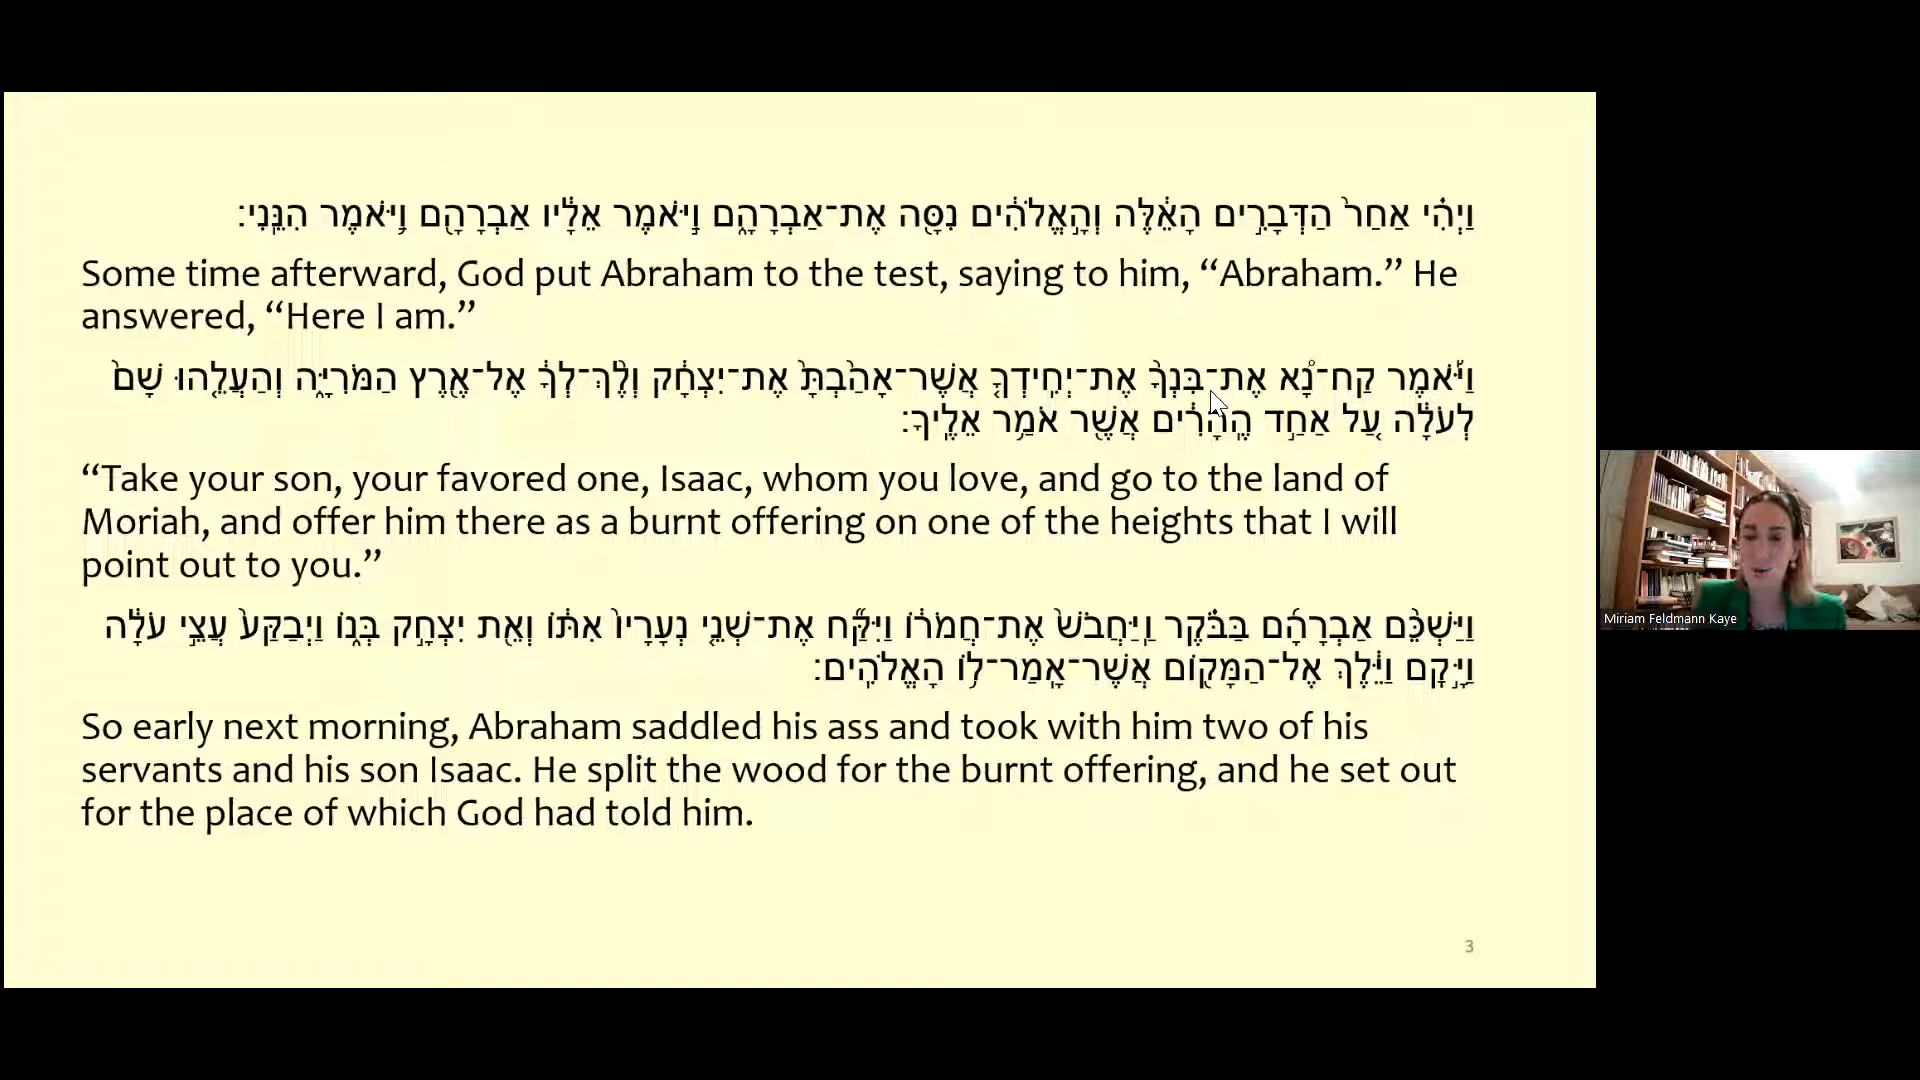 וַיְהִ֗י אַחַר֙ הַדְּבָרִ֣ים הָאֵ֔לֶּה וְהָ֣אֱלֹהִ֔ים נִסָּ֖ה אֶת־אַבְרָהָ֑ם וַיֹּ֣אמֶר אֵלָ֔יו אַבְרָהָ֖ם וַיֹּ֥אמֶר הִנֵּֽנִי׃
Some time afterward, God put Abraham to the test, saying to him, “Abraham.” He
answered, “Here I am.”
וַיֹּ֡אמֶר קַח־נָ֠א אֶת־בִּנְךָ֨ אֶת־יְחִֽידְךָ֤ אֲשֶׁר־אָהַ֙בְתָּ֙ אֶת־יִצְחָ֔ק וְלֶ֨ךְ־לְךָ֔ אֶל־אֶ֖רֶץ הַמֹּרִיָּ֑ה וְהַעֲלֵ֤הוּ שָׁם֙
לְעֹלָ֔ה עַ֚ל אַחַ֣ד הֶֽהָרִ֔ים אֲשֶׁ֖ר אֹמַ֥ר אֵלֶֽיךָ׃
“Take your son, your favored one, Isaac, whom you love, and go to the land of
Moriah, and offer him there as a burnt offering on one of the heights that I will
point out to you.”
וַיַּשְׁכֵּ֨ם אַבְרָהָ֜ם בַּבֹּ֗קֶר וַֽיַּחֲבֹשׁ֙ אֶת־חֲמֹר֔וֹ וַיִּקַּ֞ח אֶת־שְׁנֵ֤י נְעָרָיו֙ אִתּ֔וֹ וְאֵ֖ת יִצְחָ֣ק בְּנ֑וֹ וַיְבַקַּע֙ עֲצֵ֣י עֹלָ֔ה
וַיָּ֣קָם וַיֵּ֔לֶךְ אֶל־הַמָּק֖וֹם אֲשֶׁר־אָֽמַר־ל֥וֹ הָאֱלֹהִֽים׃
So early next morning, Abraham saddled his ass and took with him two of his
servants and his son Isaac. He split the wood for the burnt offering, and he set out
for the place of which God had told him.
3
Miriam Feldmann Kaye